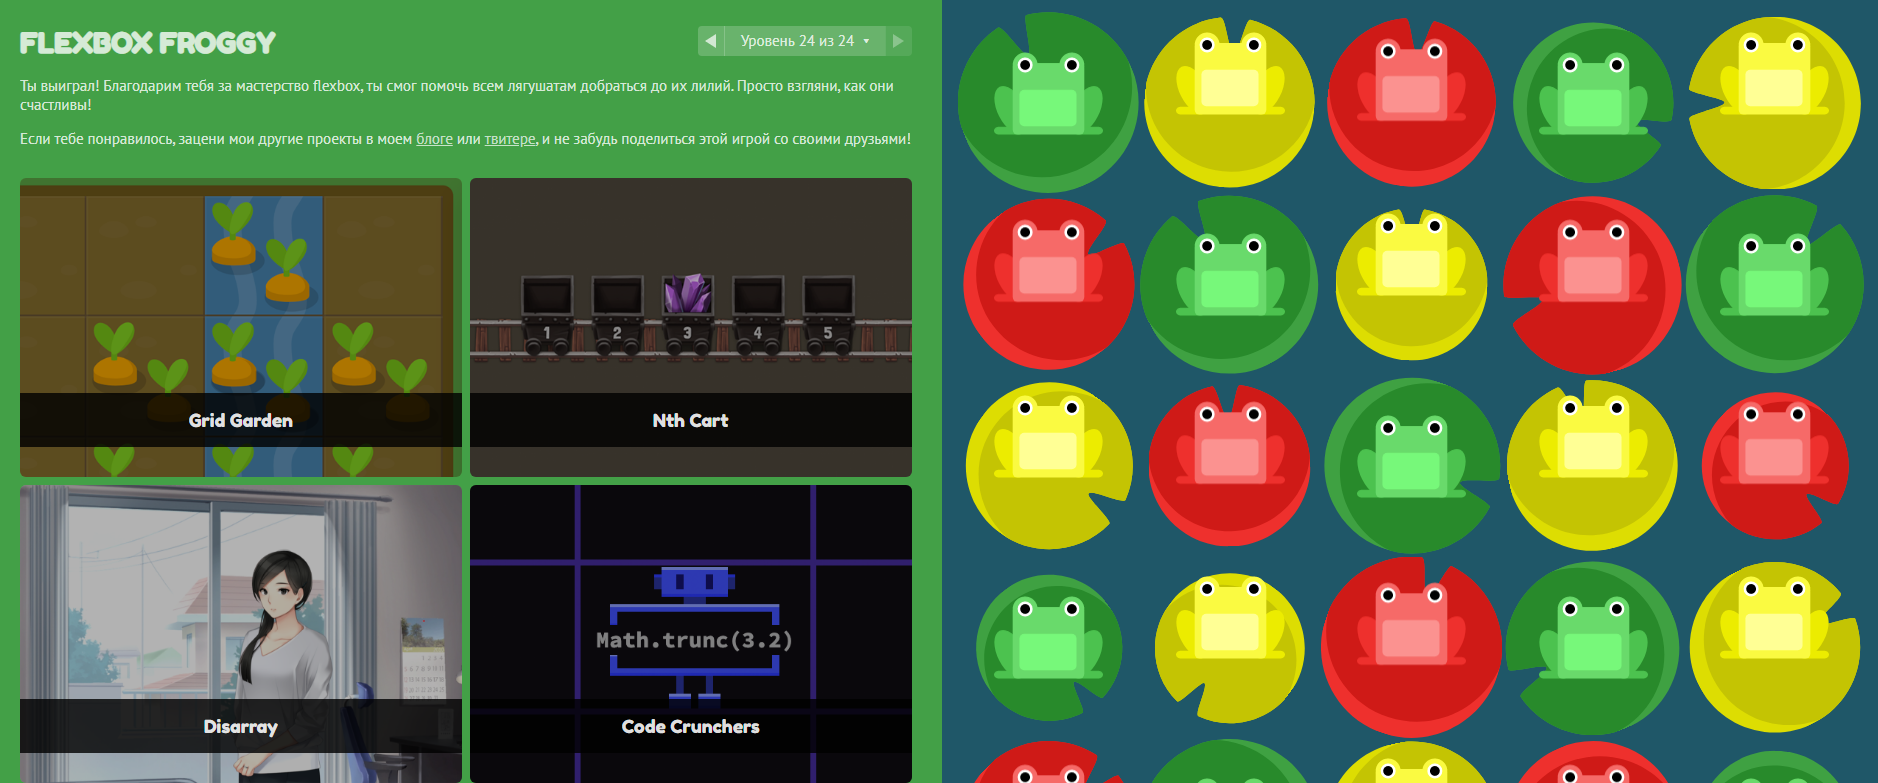 FLEXBOX FROGGY
Уровень 24 из 24
Ты выиграл! Благодарим тебя за мастерство flexbox, ты смог помочь всем лягушатам добраться до их лилий. Просто взгляни, как они
счастливы!
Если тебе понравилось, зацени мои другие проекты в моем блоге или твитере, и не забудь поделиться этой игрой со своими друзьями!
1 2 3 4 5
Grid Garden
Nth Cart
Math.trunc(3.2)
Disarray
Code Crunchers